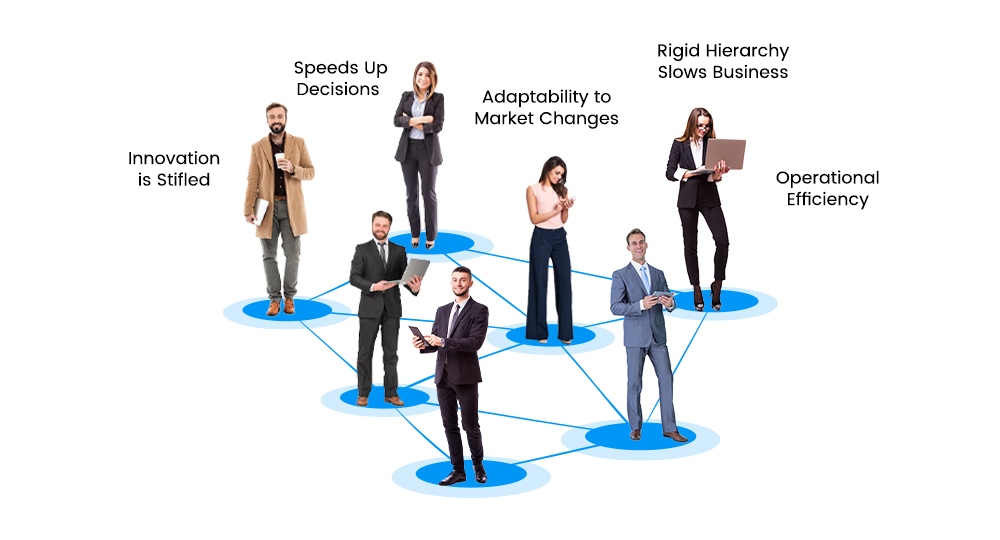 Innovation
is Stifled
Speeds Up
Decisions
Adaptability to
Market Changes
Rigid Hierarchy
Slows Business
Operational
Efficiency